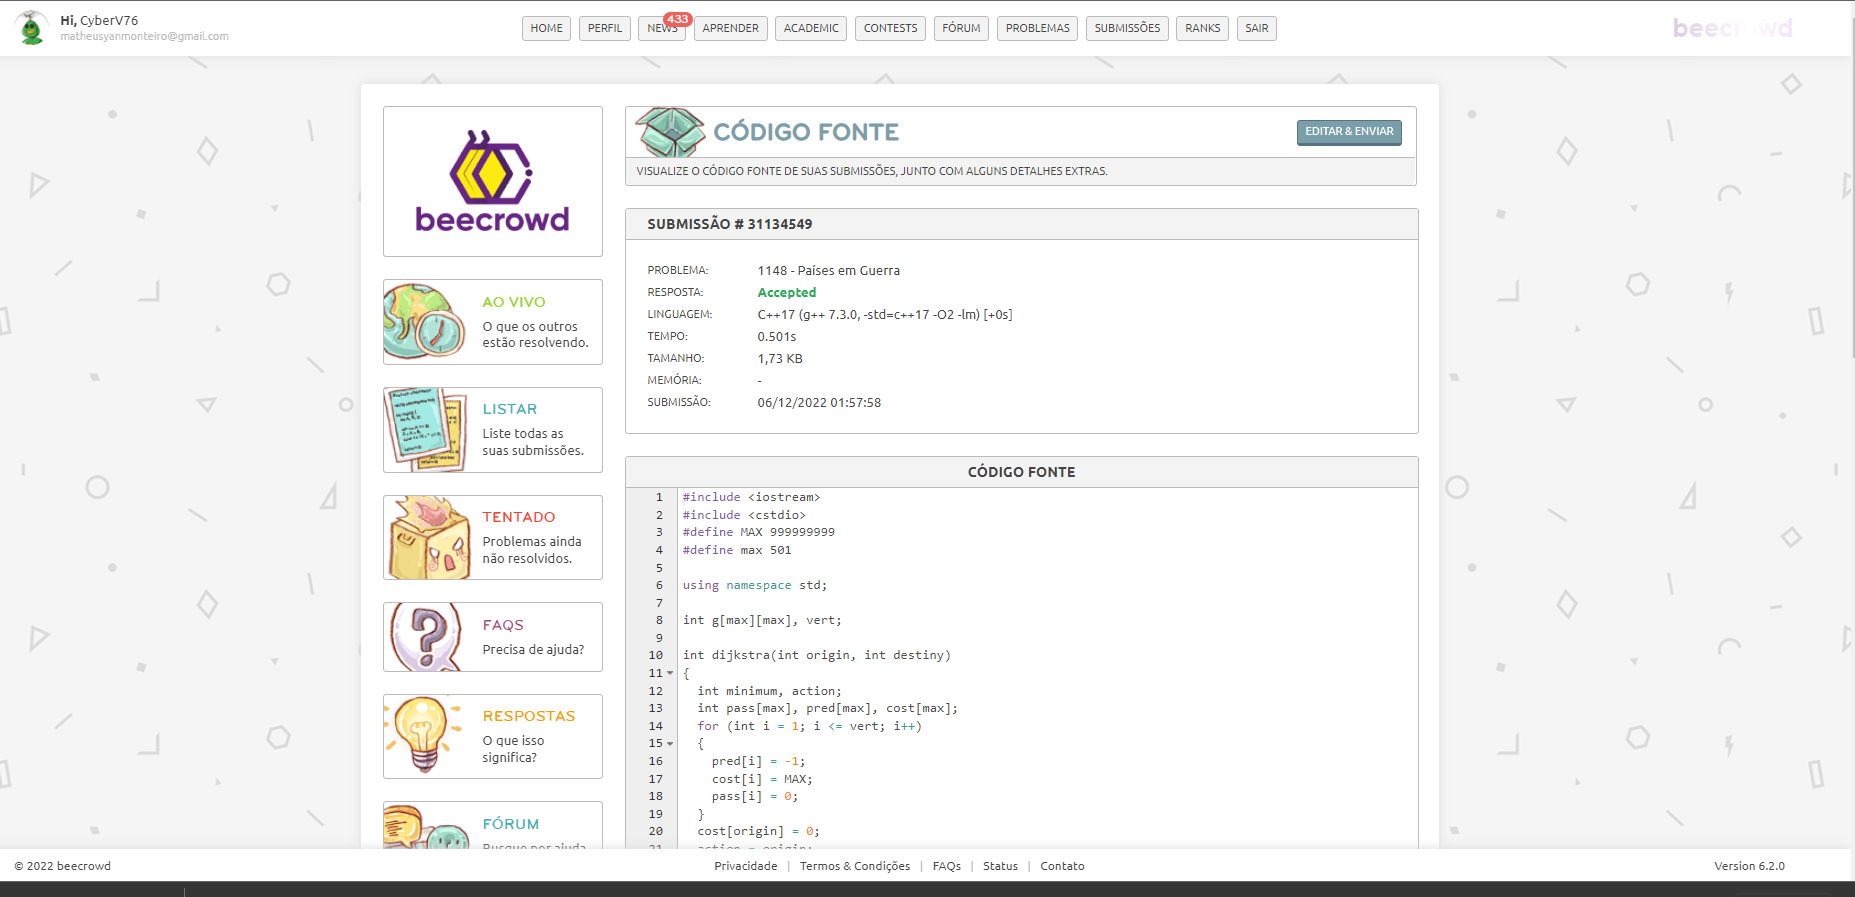 Hi, CyberV76
matheusyanmonteiro@gmail.com
HOME
PERFIL
NEWS
433
APRENDER
ACADEMIC
CONTESTS
FÓRUM
PROBLEMAS
SUBMISSÕES
RANKS
SAIR
beecrowd
beecrowd
AO VIVO
O que os outros
estão resolvendo.
LISTAR
Liste todas as
suas submissões.
TENTADO
Problemas ainda
não resolvidos.
FAQS
Precisa de ajuda?
RESPOSTAS
O que isso
significa?
FÓRUM
Busque por ajuda
CÓDIGO FONTE
EDITAR & ENVIAR
VISUALIZE O CÓDIGO FONTE DE SUAS SUBMISSÕES, JUNTO COM ALGUNS DETALHES EXTRAS.
SUBMISSÃO # 31134549
PROBLEMA: 1148 - Países em Guerra
RESPOSTA: Accepted
LINGUAGEM: C++17 (g++ 7.3.0, -std=c++17 -O2 -lm) [+0s]
TEMPO: 0.501s
TAMANHO: 1,73 KB
MEMÓRIA: -
SUBMISSÃO: 06/12/2022 01:57:58
CÓDIGO FONTE
1 #include <iostream>
2 #include <cstdio>
3 #define MAX 999999999
4 #define max 501
5
6 using namespace std;
7
8 int g[max][max], vert;
9
10 int dijkstra(int origin, int destiny)
11 {
12 int minimum, action;
13 int pass[max], pred[max], cost[max];
14 for (int i = 1; i <= vert; i++)
15 {
16 pred[i] = -1;
17 cost[i] = MAX;
18 pass[i] = 0;
19 }
20 cost[origin] = 0;
21 action = origin;
© 2022 beecrowd
Privacidade | Termos & Condições | FAQs | Status | Contato
Version 6.2.0